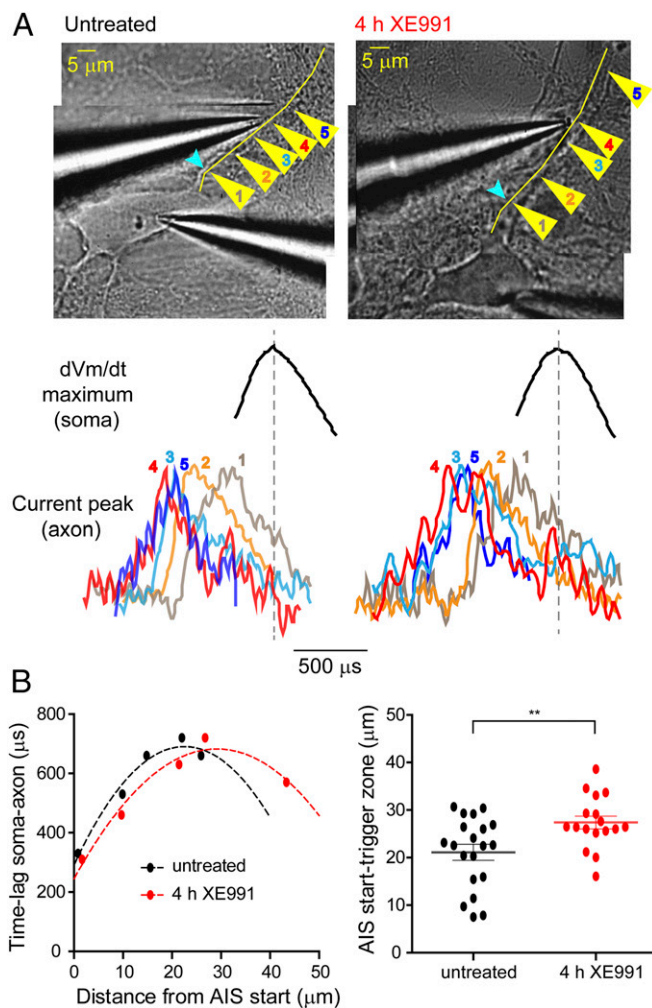 A
Untreated
4 h XE991
5 μm
5 μm
1
2
3
4
5
1
2
3
4
5
dVm/dt
maximum
(soma)
Current peak
(axon)
4 3 5 2 1
4 3 5 2 1
500 μs
B
Time-lag soma-axon (μs)
800
600
400
200
0
0 10 20 30 40 50
Distance from AIS start (μm)
untreated
4 h XE991
AIS start-trigger zone (μm)
50
40
30
20
10
0
**
untreated
4 h XE991